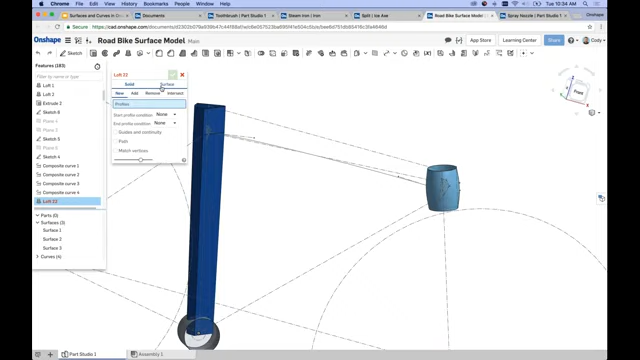 Chrome File Edit View History Bookmarks People Window Help
Tue 10:34 AM
Surfaces and Curves in O
Documents
Toothbrush | Part Studio 1
Steam Iron | Iron
Split | Ice Axe
Road Bike Surface Model
Spray Nozzle | Part Studio 1
Cody
Secure
Onshape
Road Bike Surface Model
Main
App Store
Learning Center
Share
Cody
Sketch
Features (183)
Filter by name or type
Loft 1
Loft 2
Extrude 2
Sketch 8
Plane 4
Sketch 5
Plane 5
Sketch 4
Composite curve 1
Composite curve 2
Composite curve 3
Composite curve 4
Loft 22
Parts (0)
Surfaces (3)
Surface 1
Surface 2
Surface 3
Curves (4)
Loft 22
Solid Surface
New Add Remove Intersect
Profiles
Start profile condition None
End profile condition None
Guides and continuity
Path
Match vertices
Front
Part Studio 1
Assembly 1